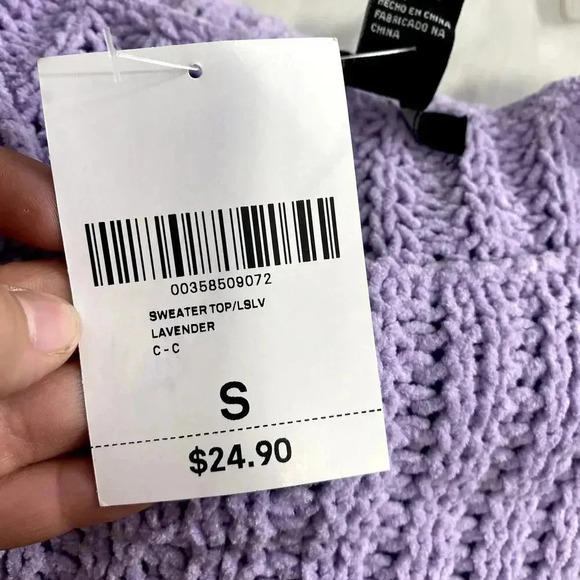 HECHO EN CHINA
FABRICADO NA
CHINA
00358509072
SWEATER TOP/LSLV
LAVENDER
C - C
S
$24.90